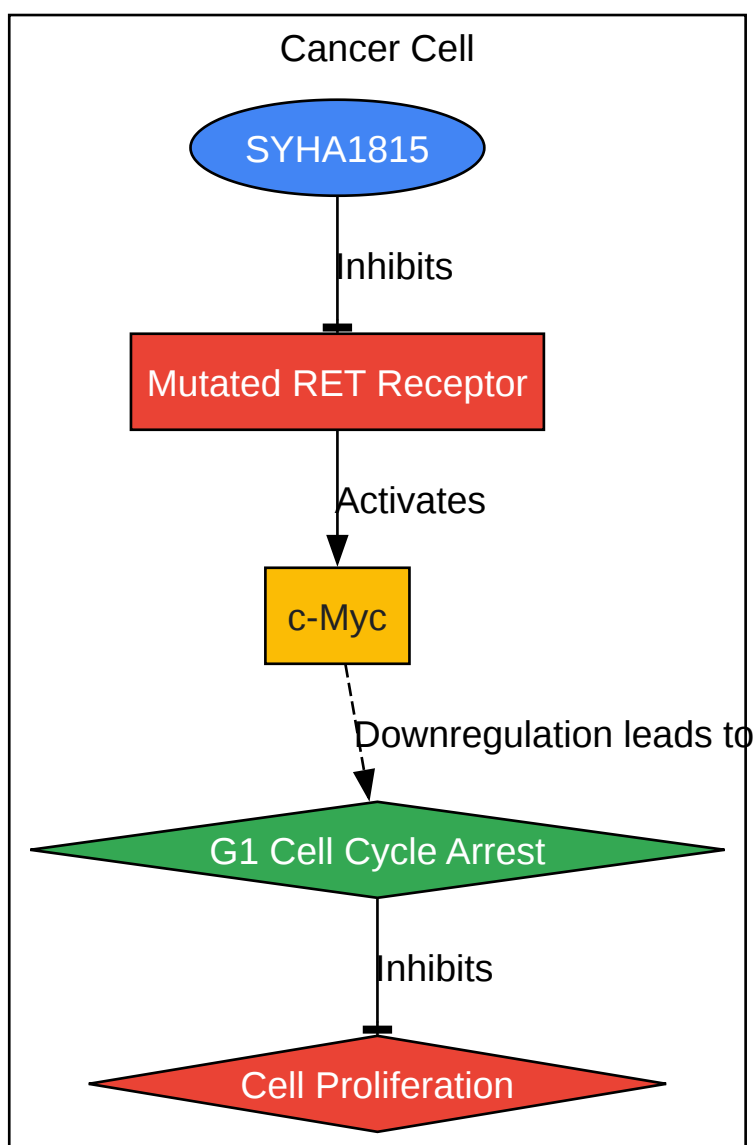 Cancer Cell
SYHA1815
Inhibits
Mutated RET Receptor
Activates
c-Myc
Downregulation leads to
G1 Cell Cycle Arrest
Inhibits
Cell Proliferation